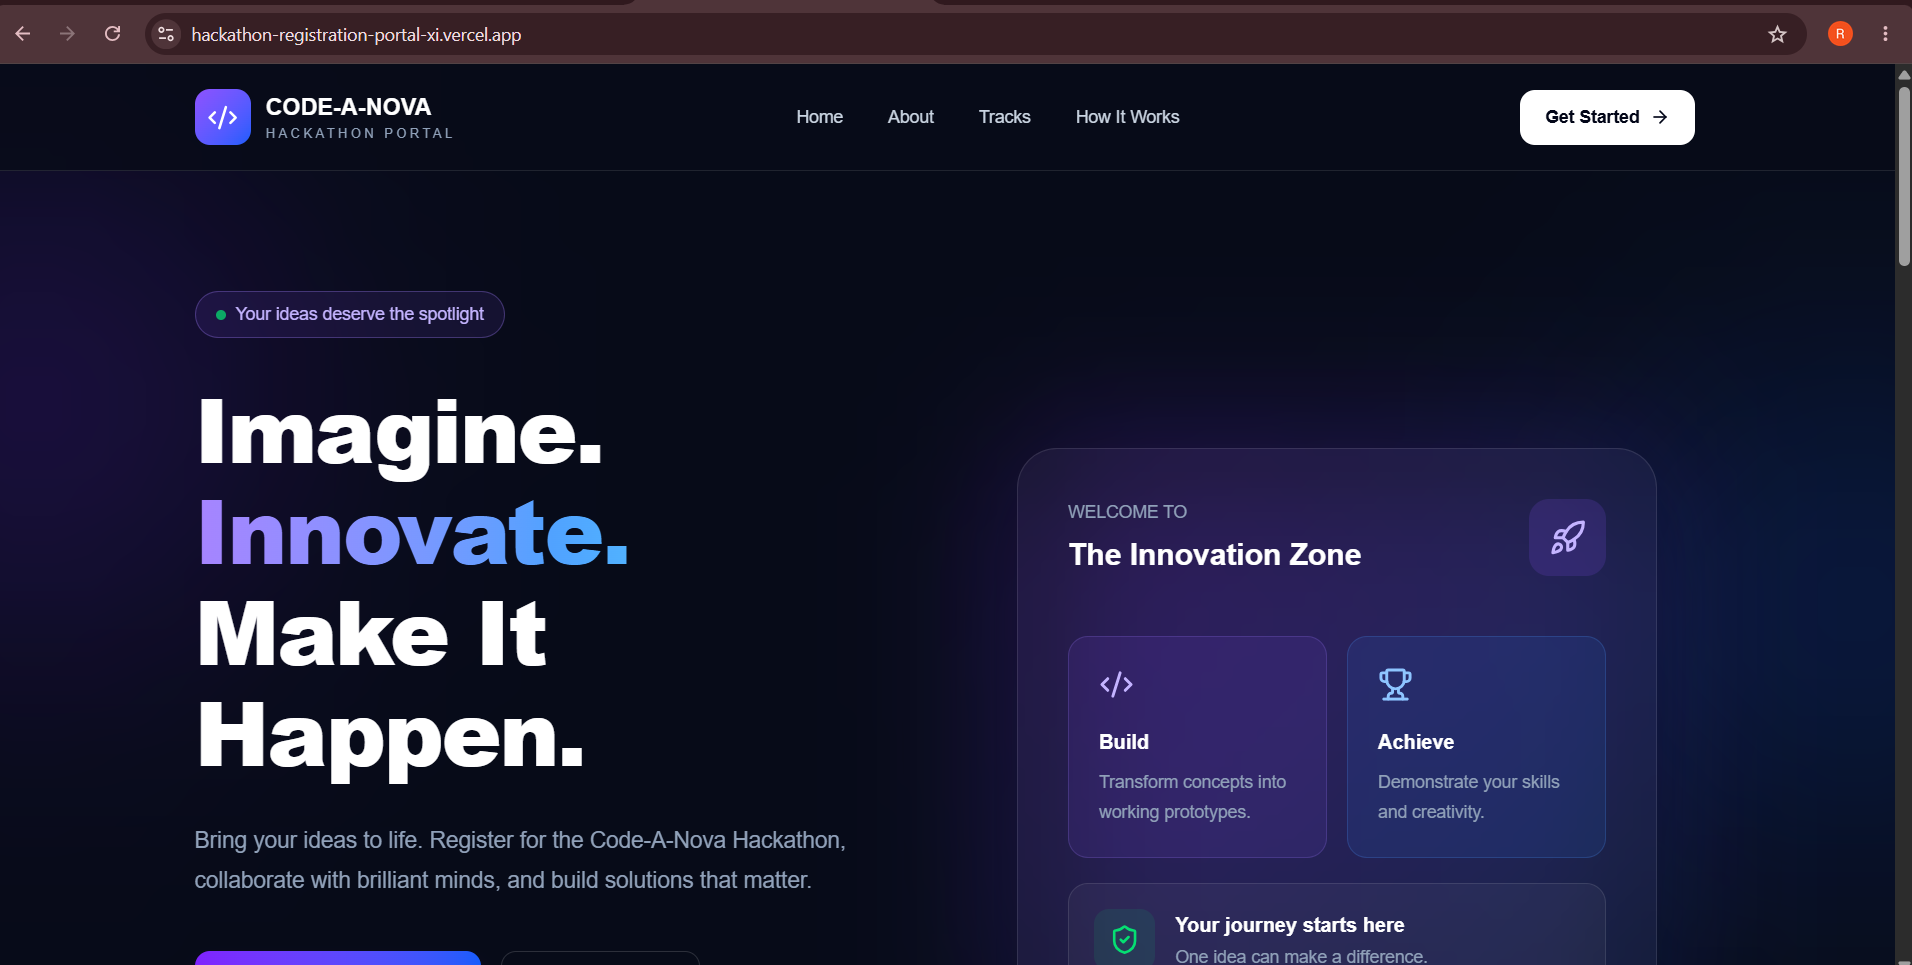 hackathon-registration-portal-xi.vercel.app
R
</>
CODE-A-NOVA
HACKATHON PORTAL
Home
About
Tracks
How It Works
Get Started →
Your ideas deserve the spotlight
Imagine.
Innovate.
Make It
Happen.
Bring your ideas to life. Register for the Code-A-Nova Hackathon,
collaborate with brilliant minds, and build solutions that matter.
WELCOME TO
The Innovation Zone
</>
Build
Transform concepts into
working prototypes.
Achieve
Demonstrate your skills
and creativity.
Your journey starts here
One idea can make a difference.